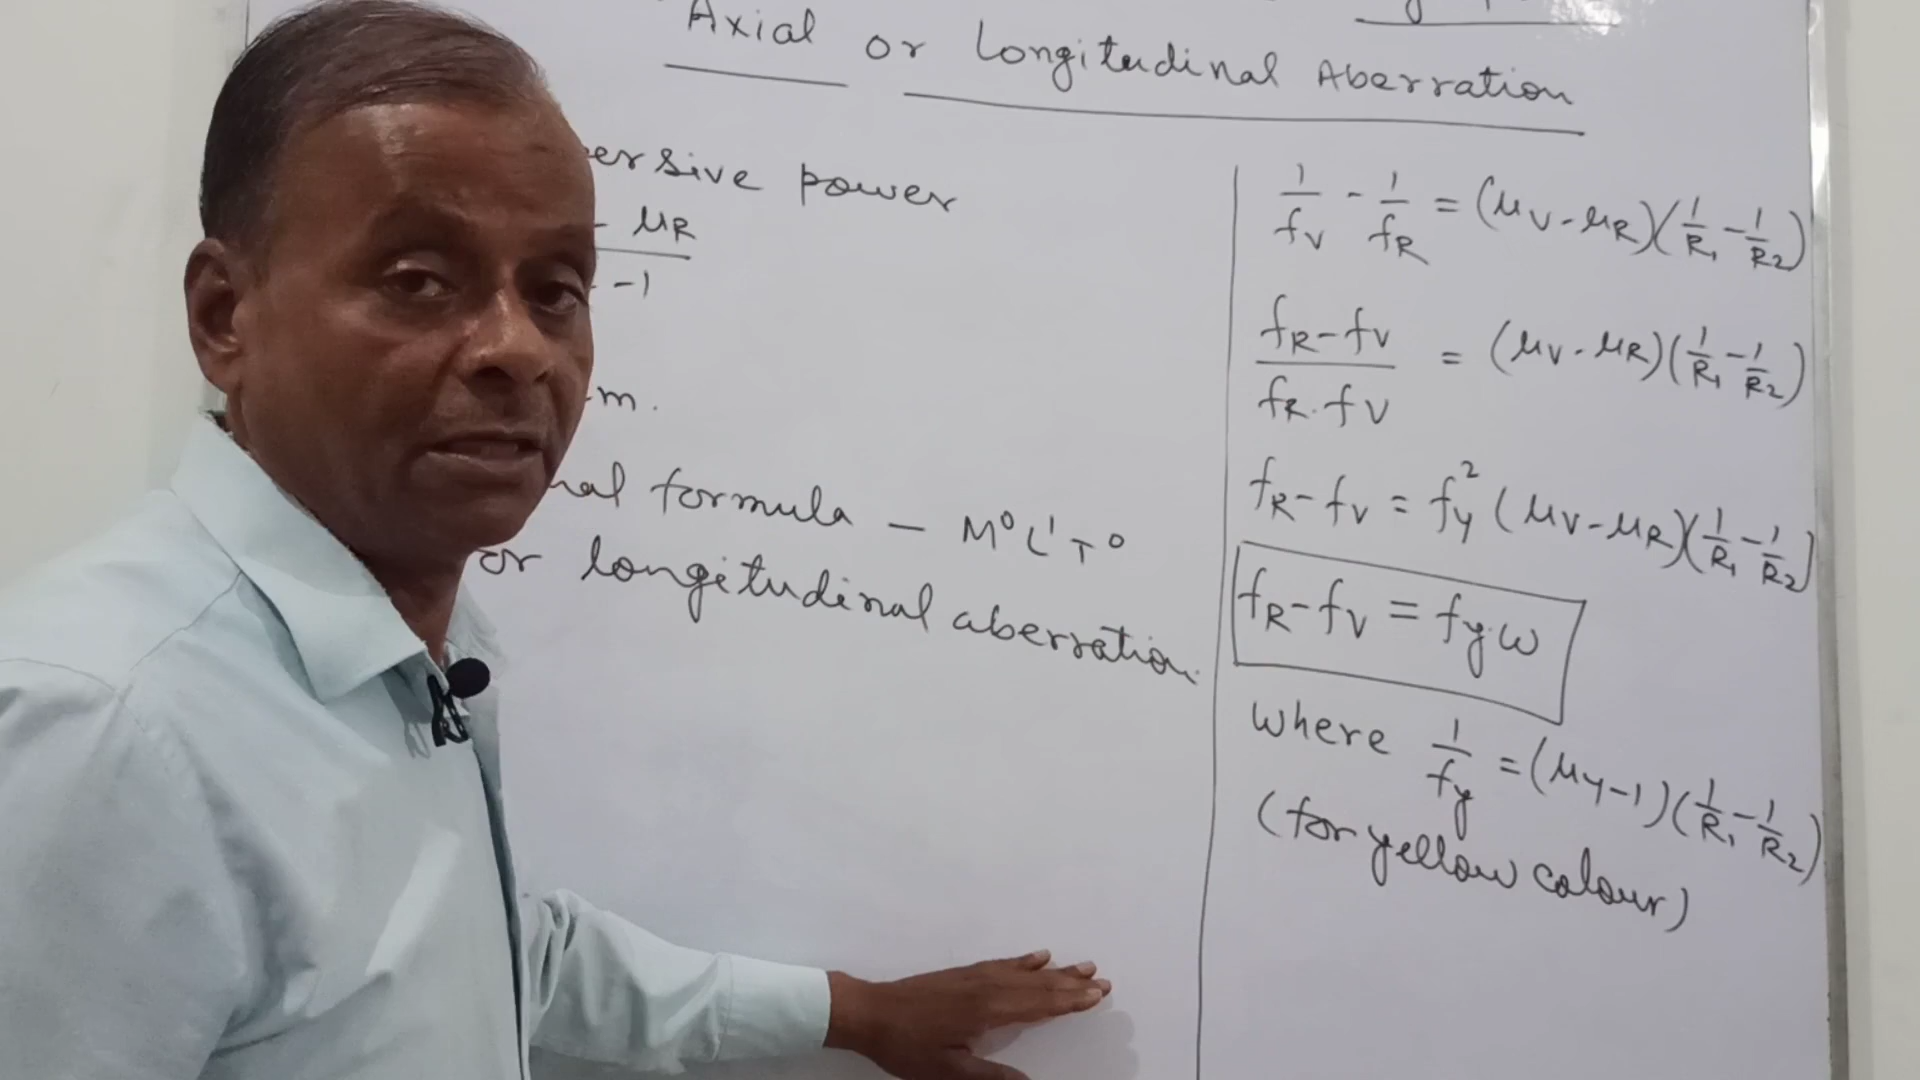 Axial or Longitudinal Aberration
ersive power
- μR
-1
m.
nal formula — M⁰L¹T⁰
or longitudinal aberration
1/fv - 1/fR = (μv - μR)(1/R₁ - 1/R₂)
(fR - fv)/(fR . fv) = (μv - μR)(1/R₁ - 1/R₂)
fR - fv = fy² (μv - μR)(1/R₁ - 1/R₂)
fR - fv = fy.ω
where 1/fy = (μy - 1)(1/R₁ - 1/R₂)
(for yellow colour)